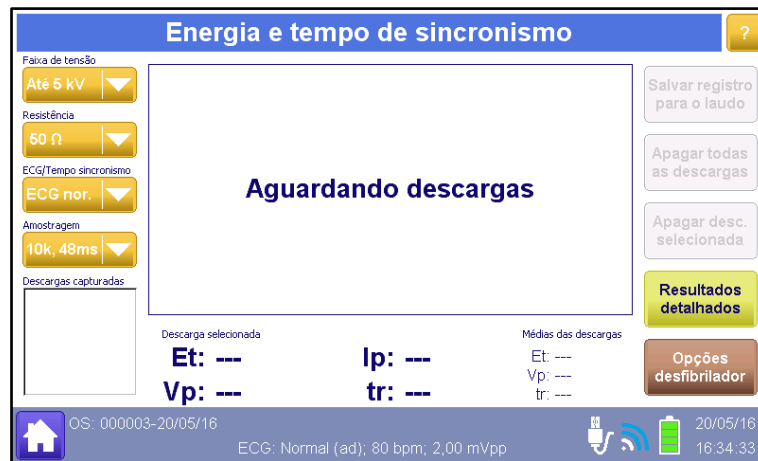 Energia e tempo de sincronismo
?
Faixa de tensão
Até 5 kV
Resistência
50 Ω
ECG/Tempo sincronismo
ECG nor.
Amostragem
10k, 48ms
Descargas capturadas
Aguardando descargas
Salvar registro
para o laudo
Apagar todas
as descargas
Apagar desc.
selecionada
Resultados
detalhados
Opções
desfibrilador
Descarga selecionada
Et: ---
Ip: ---
Vp: ---
tr: ---
Médias das descargas
Et: ---
Vp: ---
tr: ---
OS: 000003-20/05/16
ECG: Normal (ad); 80 bpm; 2,00 mVpp
20/05/16
16:34:33